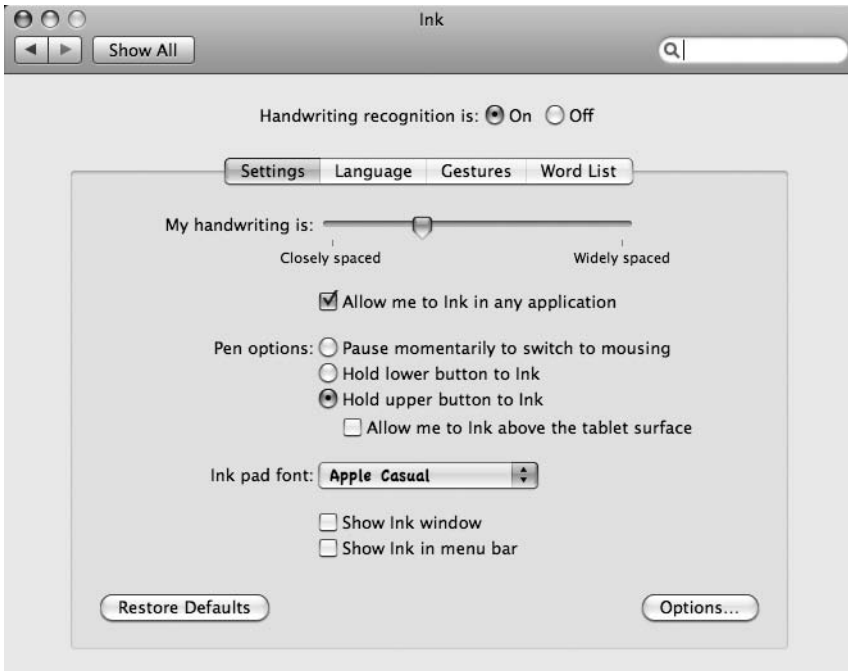 Ink
Show All
Handwriting recognition is: On Off
Settings Language Gestures Word List
My handwriting is:
Closely spaced Widely spaced
Allow me to Ink in any application
Pen options: Pause momentarily to switch to mousing
Hold lower button to Ink
Hold upper button to Ink
Allow me to Ink above the tablet surface
Ink pad font: Apple Casual
Show Ink window
Show Ink in menu bar
Restore Defaults Options...